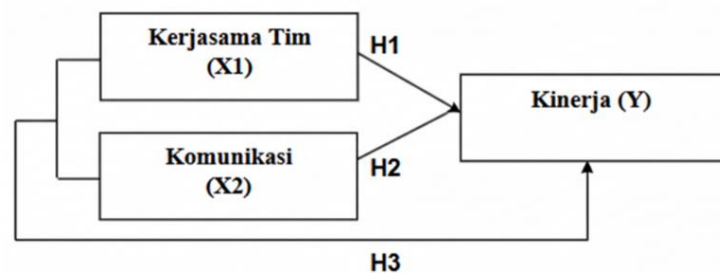 Kerjasama Tim
(X1)
H1
Kinerja (Y)
Komunikasi
(X2)
H2
H3